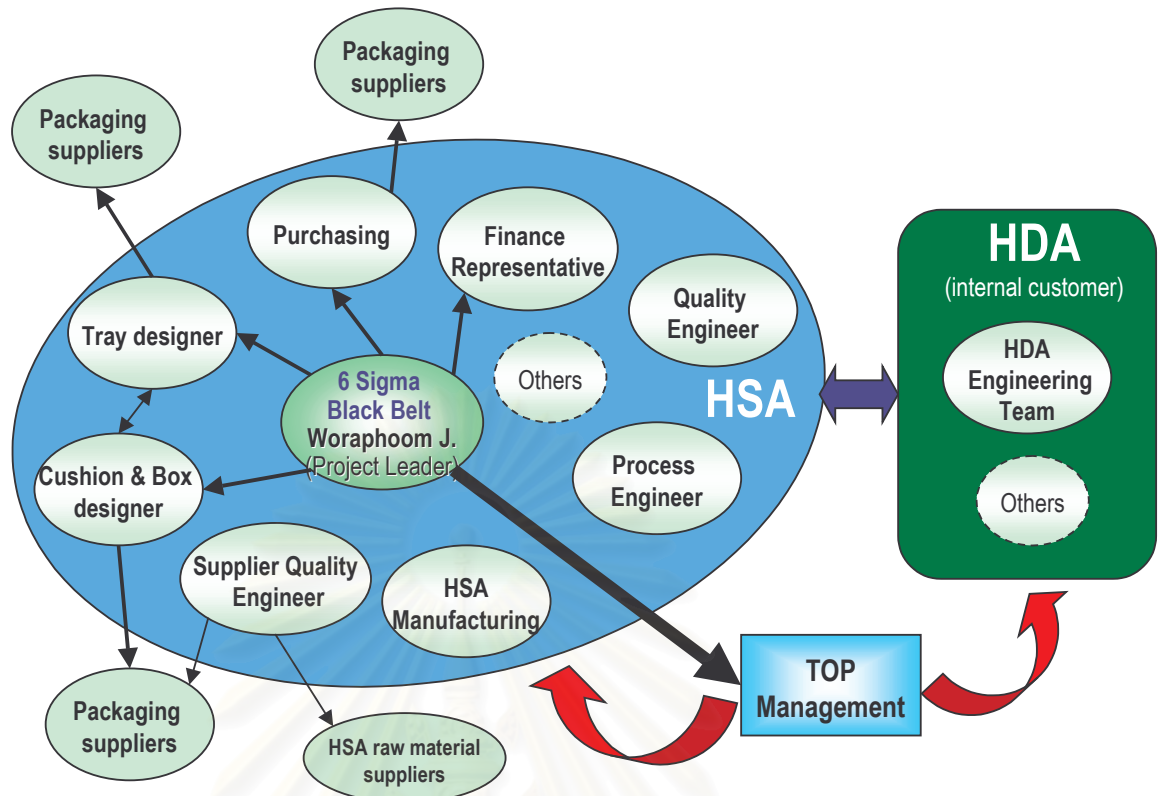 Packaging
suppliers
Packaging
suppliers
Purchasing
Finance
Representative
Quality
Engineer
Tray designer
Others
HSA
6 Sigma
Black Belt
Woraphoom J.
(Project Leader)
Process
Engineer
Cushion & Box
designer
Supplier Quality
Engineer
HSA
Manufacturing
Packaging
suppliers
HSA raw material
suppliers
TOP
Management
HDA
(internal customer)
HDA
Engineering
Team
Others